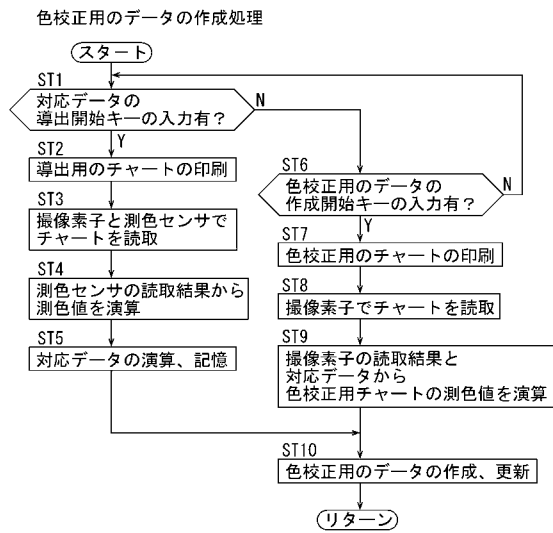 色校正用のデータの作成処理
スタート
ST1
対応データの
導出開始キーの入力有?
N
Y
ST2
導出用のチャートの印刷
ST3
撮像素子と測色センサで
チャートを読取
ST4
測色センサの読取結果から
測色値を演算
ST5
対応データの演算、記憶
ST6
色校正用のデータの
作成開始キーの入力有?
N
Y
ST7
色校正用のチャートの印刷
ST8
撮像素子でチャートを読取
ST9
撮像素子の読取結果と
対応データから
色校正用チャートの測色値を演算
ST10
色校正用のデータの作成、更新
リターン